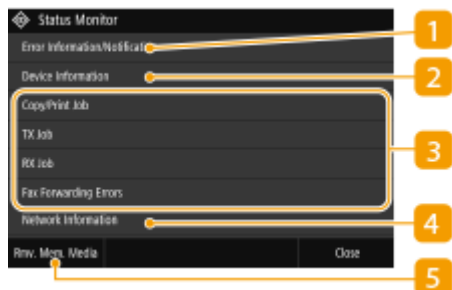 Status Monitor
1
Error Information/Notification
Device Information
2
Copy/Print Job
TX Job
3
RX Job
Fax Forwarding Errors
Network Information
4
Rmv. Mem. Media
Close
5